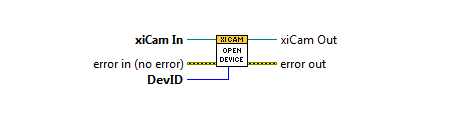 xiCam In
XICAM
xiCam Out
OPEN
DEVICE
error in (no error)
error out
DevID